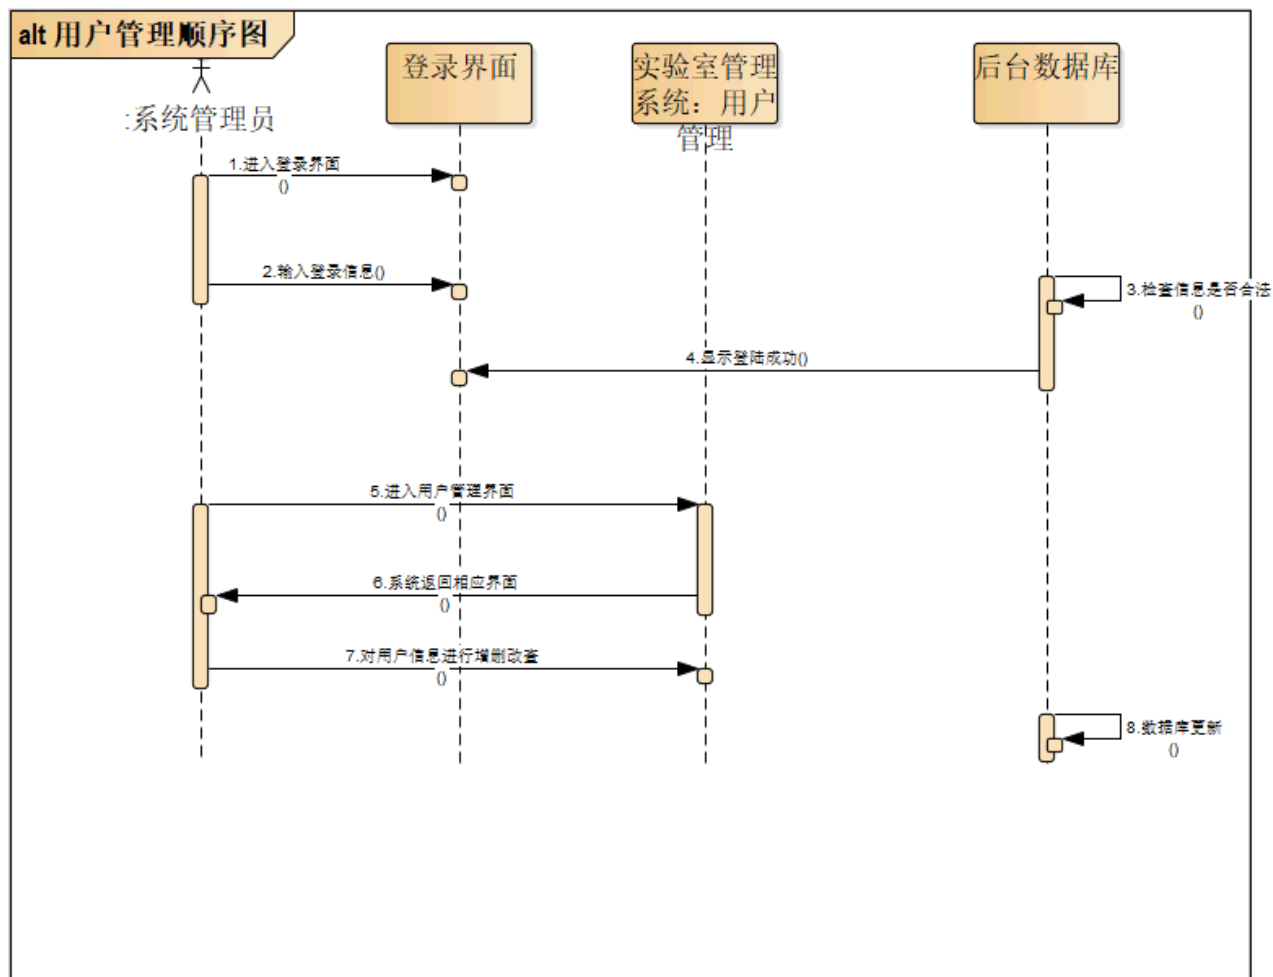 alt 用户管理顺序图
:系统管理员
登录界面
实验室管理
系统：用户
管理
后台数据库
1.进入登录界面
()
2.输入登录信息()
3.检查信息是否合法
()
4.显示登陆成功()
5.进入用户管理界面
()
6.系统返回相应界面
()
7.对用户信息进行增删改查
()
8.数据库更新
()